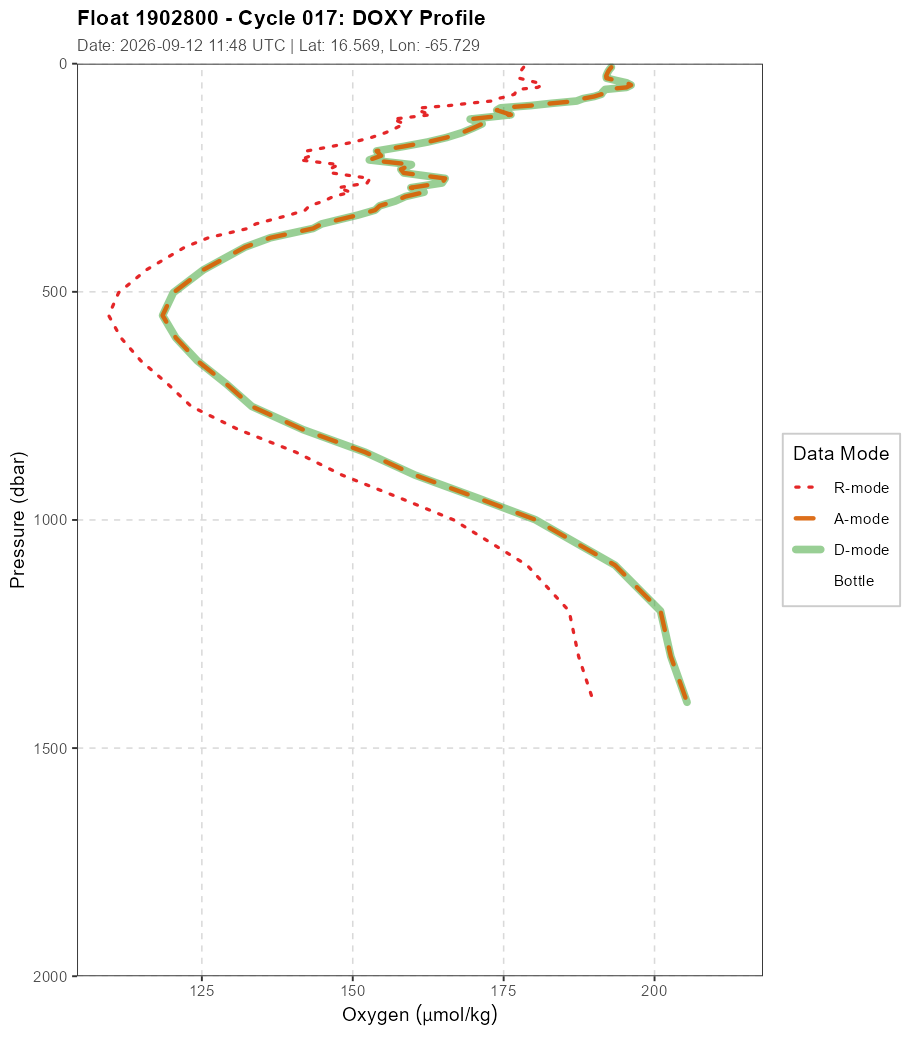 Float 1902800 - Cycle 017: DOXY Profile
Date: 2026-09-12 11:48 UTC | Lat: 16.569, Lon: -65.729
0
500
1000
1500
2000
Pressure (dbar)
125
150
175
200
Oxygen (µmol/kg)
Data Mode
R-mode
A-mode
D-mode
Bottle